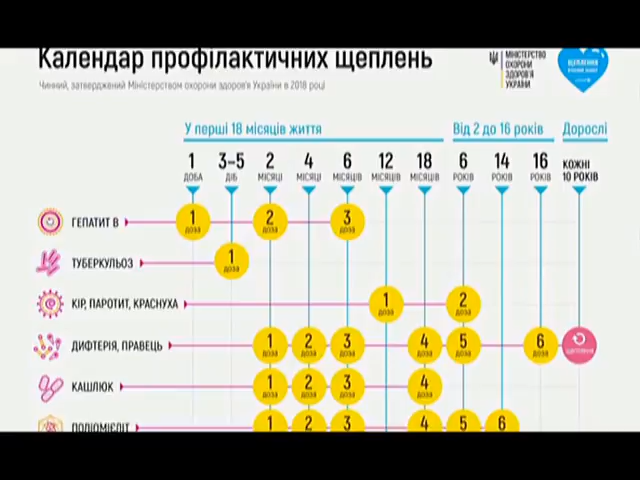 Календар профілактичних щеплень
Чинний, затверджений Міністерством охорони здоров'я України в 2018 році
МІНІСТЕРСТВО
ОХОРОНИ
ЗДОРОВ'Я
УКРАЇНИ
ЩЕПЛЕННЯ
У перші 18 місяців життя
Від 2 до 16 років
Дорослі
1 3–5 2 4 6 12 18 6 14 16 КОЖНІ
ДОБА ДІБ МІСЯЦІ МІСЯЦІ МІСЯЦІВ МІСЯЦІВ МІСЯЦІВ РОКІВ РОКІВ РОКІВ 10 РОКІВ
ГЕПАТИТ В 1 доза 2 доза 3 доза
ТУБЕРКУЛЬОЗ 1 доза
КІР, ПАРОТИТ, КРАСНУХА 1 доза 2 доза
ДИФТЕРІЯ, ПРАВЕЦЬ 1 доза 2 доза 3 доза 4 доза 5 доза 6 доза щеплення
КАШЛЮК 1 доза 2 доза 3 доза 4 доза
ПОЛІОМІЄЛІТ 1 2 3 4 5 6